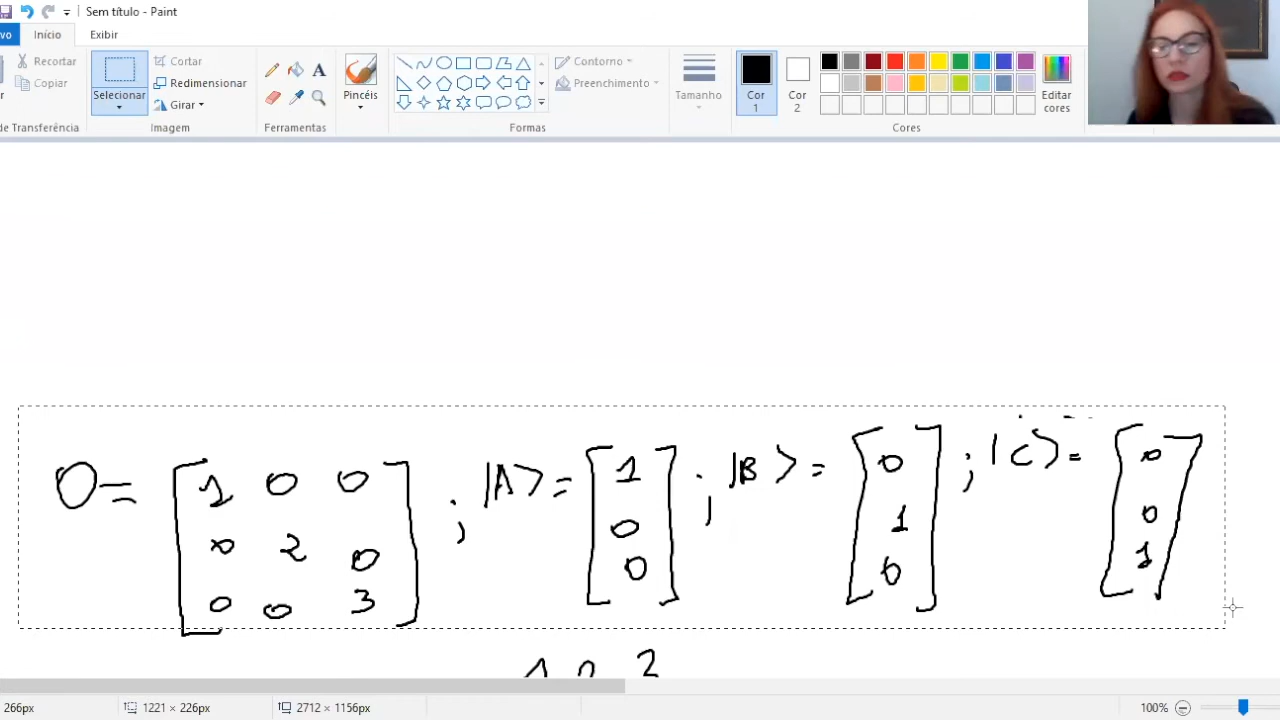 Sem título - Paint
vo Início Exibir
Selecionar
Recortar
Copiar
de Transferência
Cortar
Redimensionar
Girar
Imagem
A
Ferramentas
Pincéis
Contorno
Preenchimento
Formas
Tamanho
Cor
1
Cor
2
Editar
cores
Cores
O = [ 1 0 0 ; |A> = [ 1 ] ; |B> = [ 0 ] ; |C> = [ 0 ]
0 2 0 0 1 0
0 0 3 ] 0 0 1
266px 1221 × 226px 2712 × 1156px 100%